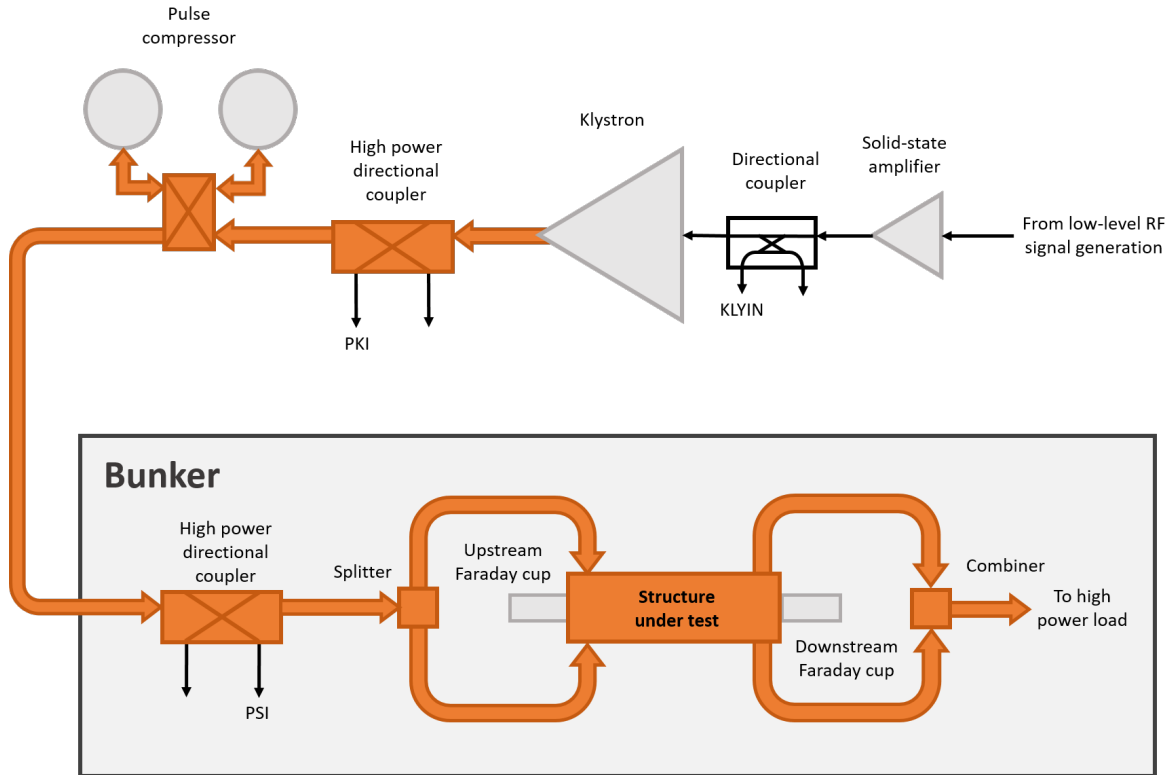 Pulse
compressor
Klystron
High power
directional
coupler
Directional
coupler
Solid-state
amplifier
From low-level RF
signal generation
KLYIN
PKI
Bunker
High power
directional
coupler
Splitter
Upstream
Faraday cup
Structure
under test
Combiner
To high
power load
Downstream
Faraday cup
PSI